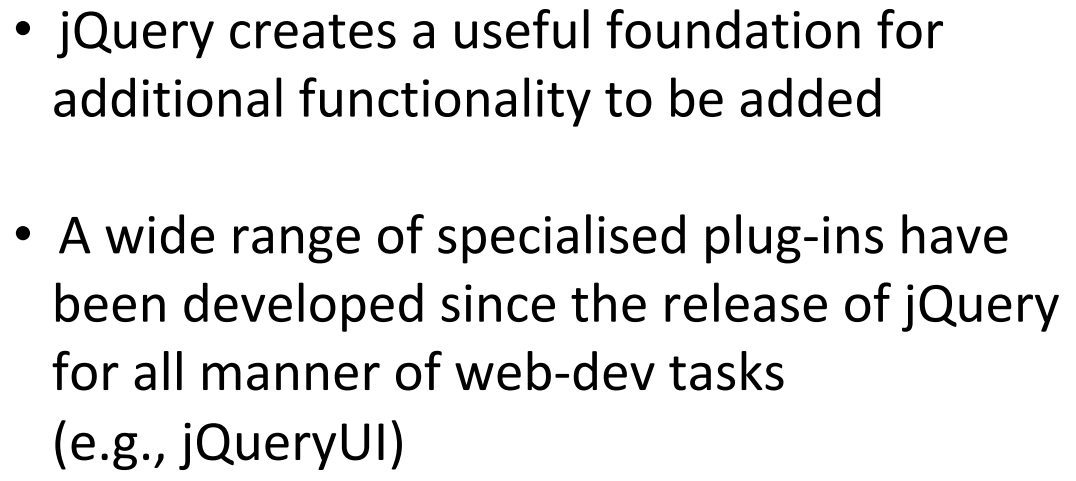 • jQuery creates a useful foundation for
additional functionality to be added
• A wide range of specialised plug-ins have
been developed since the release of jQuery
for all manner of web-dev tasks
(e.g., jQueryUI)